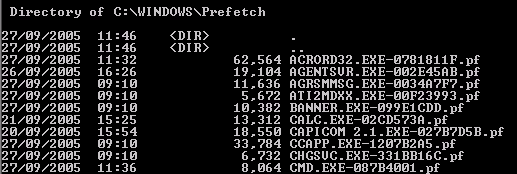 Directory of C:\WINDOWS\Prefetch
27/09/2005 11:46 <DIR> .
27/09/2005 11:46 <DIR> ..
27/09/2005 11:32 62,564 ACRORD32.EXE-0781811F.pf
26/09/2005 16:26 19,104 AGENTSVR.EXE-002E45AB.pf
27/09/2005 09:10 11,636 AGRSMMSG.EXE-0034A7F7.pf
27/09/2005 09:10 5,672 ATI2MDXX.EXE-00F23993.pf
27/09/2005 09:10 10,382 BANNER.EXE-099E1CDD.pf
21/09/2005 15:25 13,312 CALC.EXE-02CD573A.pf
20/09/2005 15:54 18,550 CAPICOM 2.1.EXE-027B7D5B.pf
27/09/2005 09:10 33,784 CCAPP.EXE-1207B2A5.pf
27/09/2005 09:10 6,732 CHGSVC.EXE-331BB16C.pf
27/09/2005 11:36 8,064 CMD.EXE-087B4001.pf